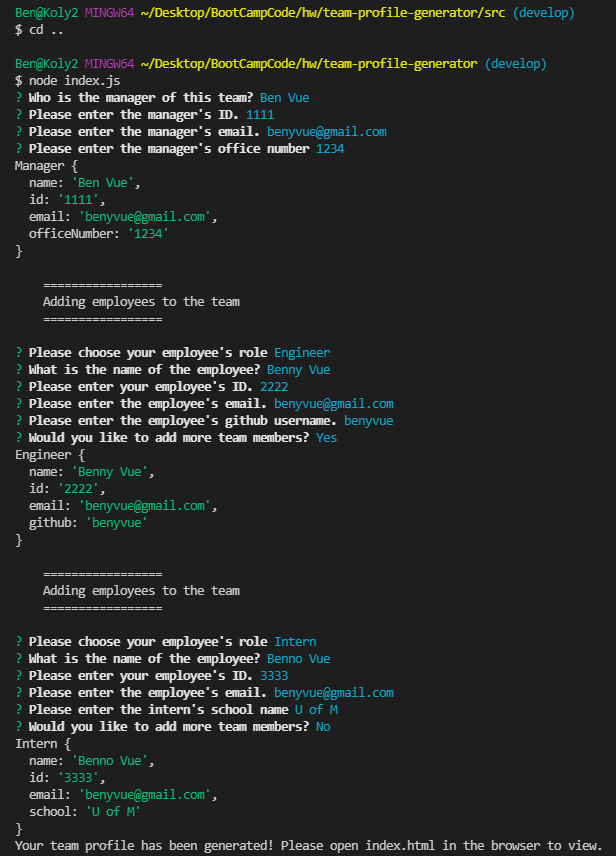 Ben@Koly2 MINGW64 ~/Desktop/BootCampCode/hw/team-profile-generator/src (develop)
$ cd ..
Ben@Koly2 MINGW64 ~/Desktop/BootCampCode/hw/team-profile-generator (develop)
$ node index.js
? Who is the manager of this team? Ben Vue
? Please enter the manager's ID. 1111
? Please enter the manager's email. benyvue@gmail.com
? Please enter the manager's office number 1234
Manager {
  name: 'Ben Vue',
  id: '1111',
  email: 'benyvue@gmail.com',
  officeNumber: '1234'
}
    =================
    Adding employees to the team
    =================
? Please choose your employee's role Engineer
? What is the name of the employee? Benny Vue
? Please enter your employee's ID. 2222
? Please enter the employee's email. benyvue@gmail.com
? Please enter the employee's github username. benyvue
? Would you like to add more team members? Yes
Engineer {
  name: 'Benny Vue',
  id: '2222',
  email: 'benyvue@gmail.com',
  github: 'benyvue'
}
    =================
    Adding employees to the team
    =================
? Please choose your employee's role Intern
? What is the name of the employee? Benno Vue
? Please enter your employee's ID. 3333
? Please enter the employee's email. benyvue@gmail.com
? Please enter the intern's school name U of M
? Would you like to add more team members? No
Intern {
  name: 'Benno Vue',
  id: '3333',
  email: 'benyvue@gmail.com',
  school: 'U of M'
}
Your team profile has been generated! Please open index.html in the browser to view.